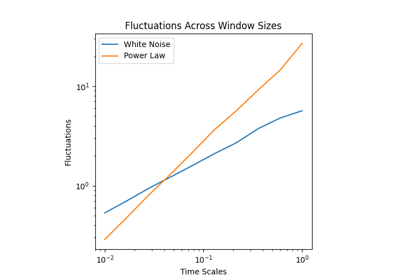 Fluctuations Across Window Sizes
White Noise
Power Law
10¹
10⁰
Fluctuations
10⁻² 10⁻¹ 10⁰
Time Scales